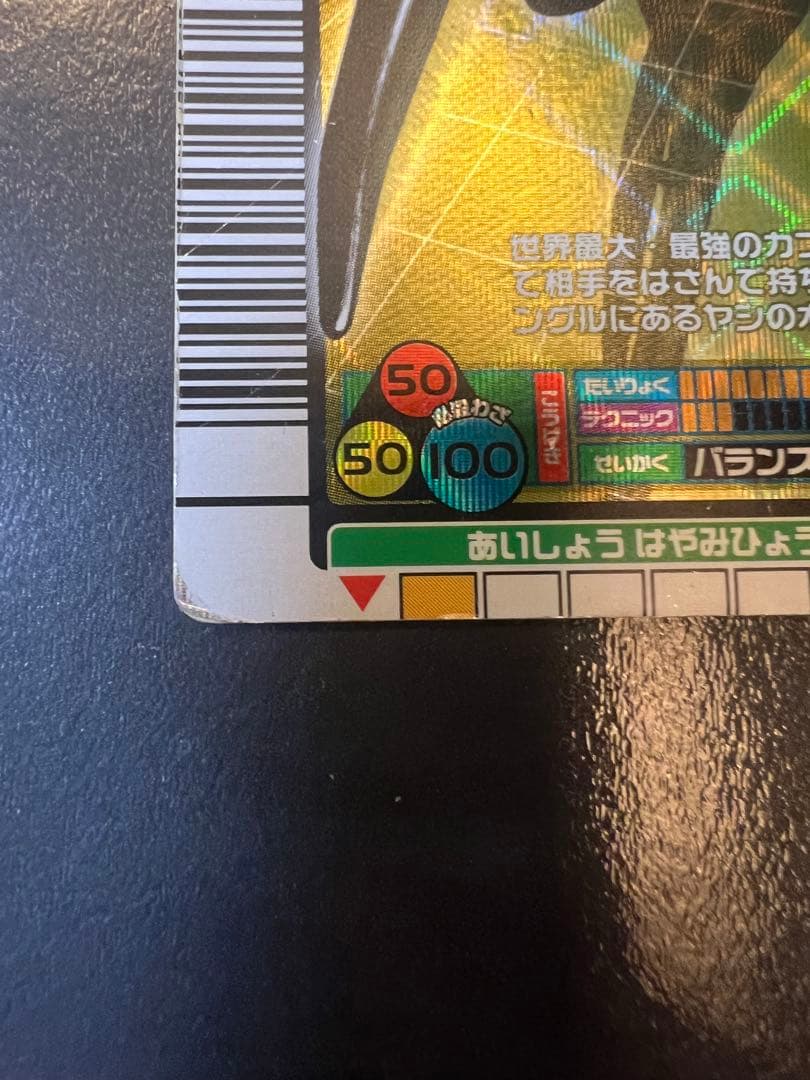 世界最大・最強のカブ
て相手をはさんで持ち
ングルにあるヤシの木
50
必殺わざ
50
100
こうげき
たいりょく
テクニック
せいかく
バランス
あいしょう はやみひょう